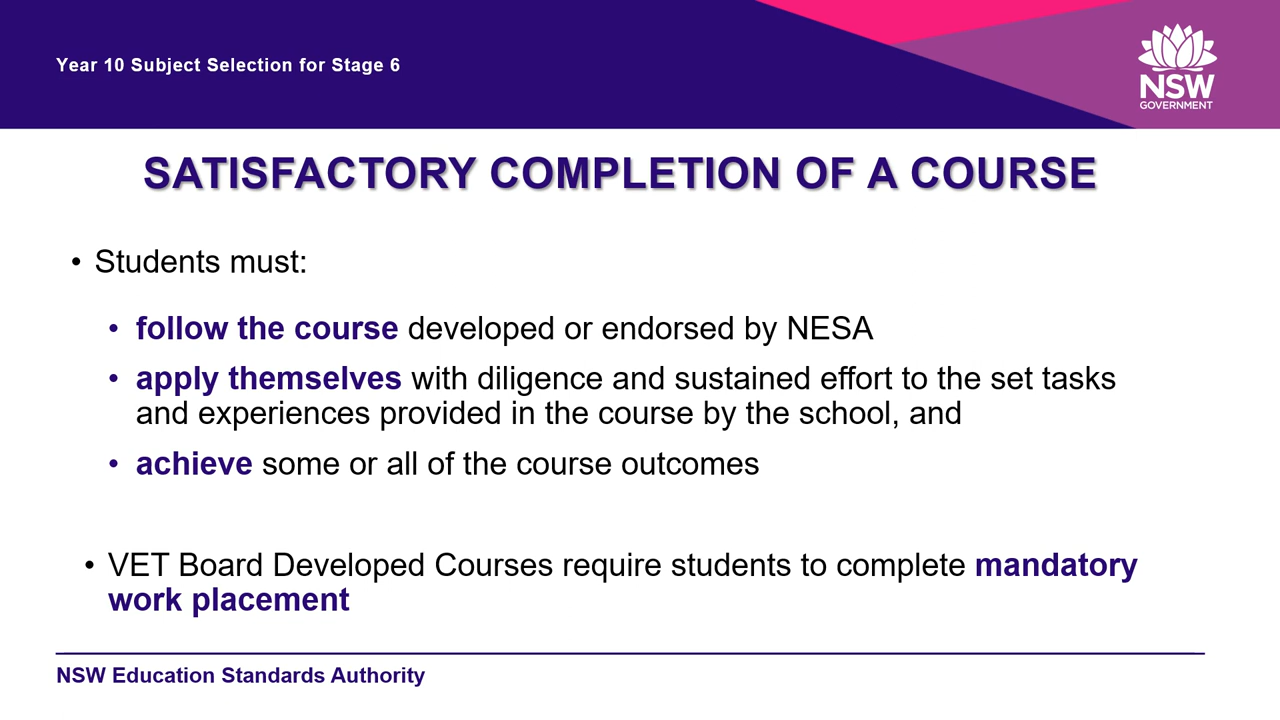 Year 10 Subject Selection for Stage 6
NSW
GOVERNMENT
SATISFACTORY COMPLETION OF A COURSE
• Students must:
• follow the course developed or endorsed by NESA
• apply themselves with diligence and sustained effort to the set tasks
and experiences provided in the course by the school, and
• achieve some or all of the course outcomes
• VET Board Developed Courses require students to complete mandatory
work placement
NSW Education Standards Authority